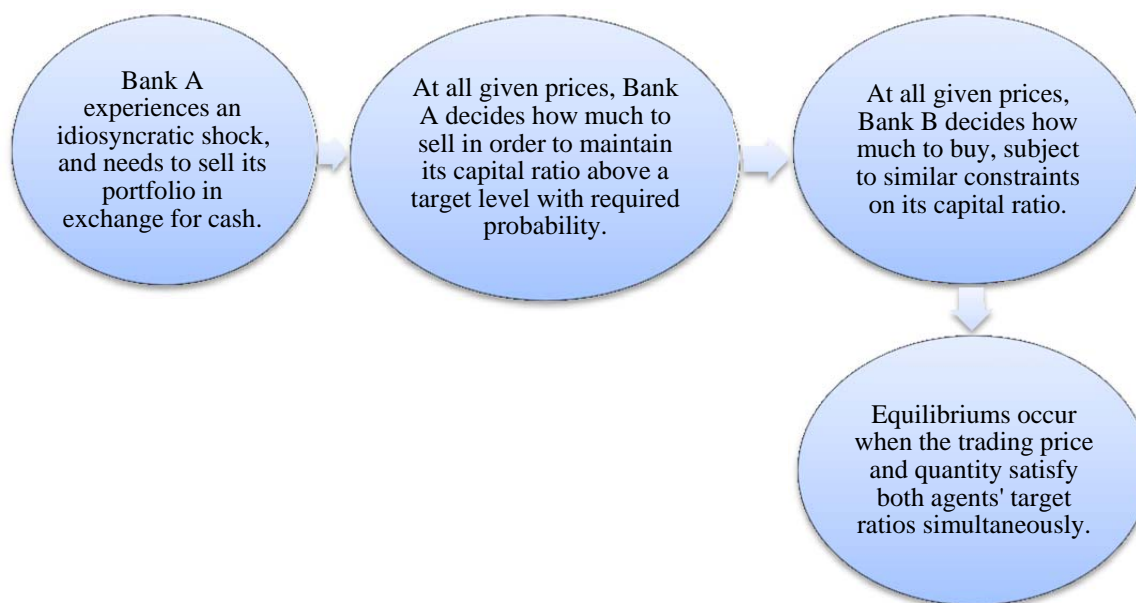 Bank A
experiences an
idiosyncratic shock,
and needs to sell its
portfolio in
exchange for cash.
At all given prices, Bank
A decides how much to
sell in order to maintain
its capital ratio above a
target level with required
probability.
At all given prices,
Bank B decides how
much to buy, subject
to similar constraints
on its capital ratio.
Equilibriums occur
when the trading price
and quantity satisfy
both agents' target
ratios simultaneously.